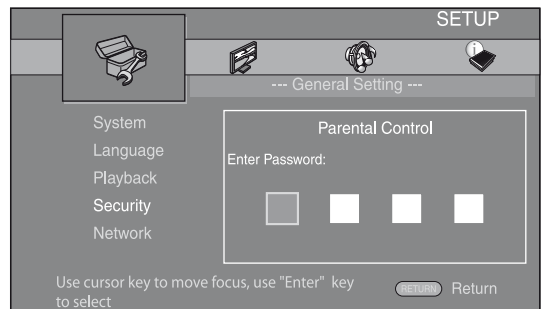 SETUP
--- General Setting ---
System
Language
Playback
Security
Network
Parental Control
Enter Password:
Use cursor key to move focus, use "Enter" key
to select
RETURN Return